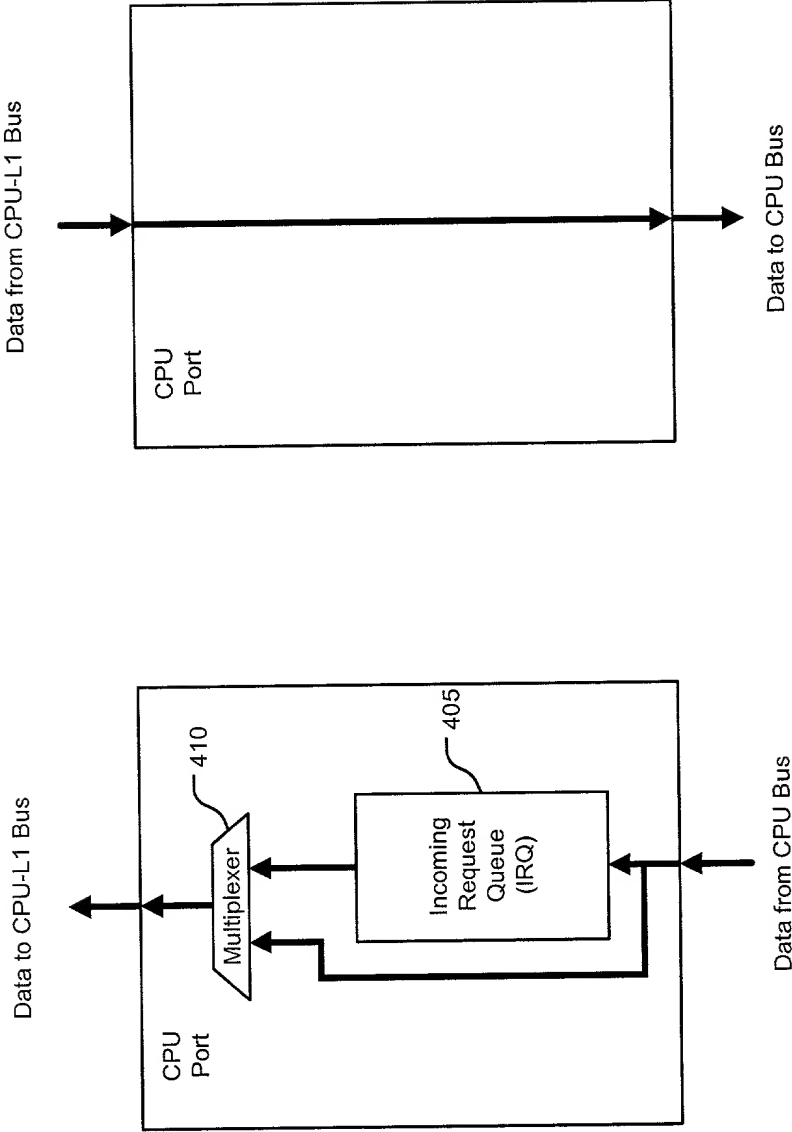 Data to CPU-L1 Bus
CPU
Port
410
Multiplexer
405
Incoming
Request
Queue
(IRQ)
Data from CPU Bus
Data from CPU-L1 Bus
CPU
Port
Data to CPU Bus